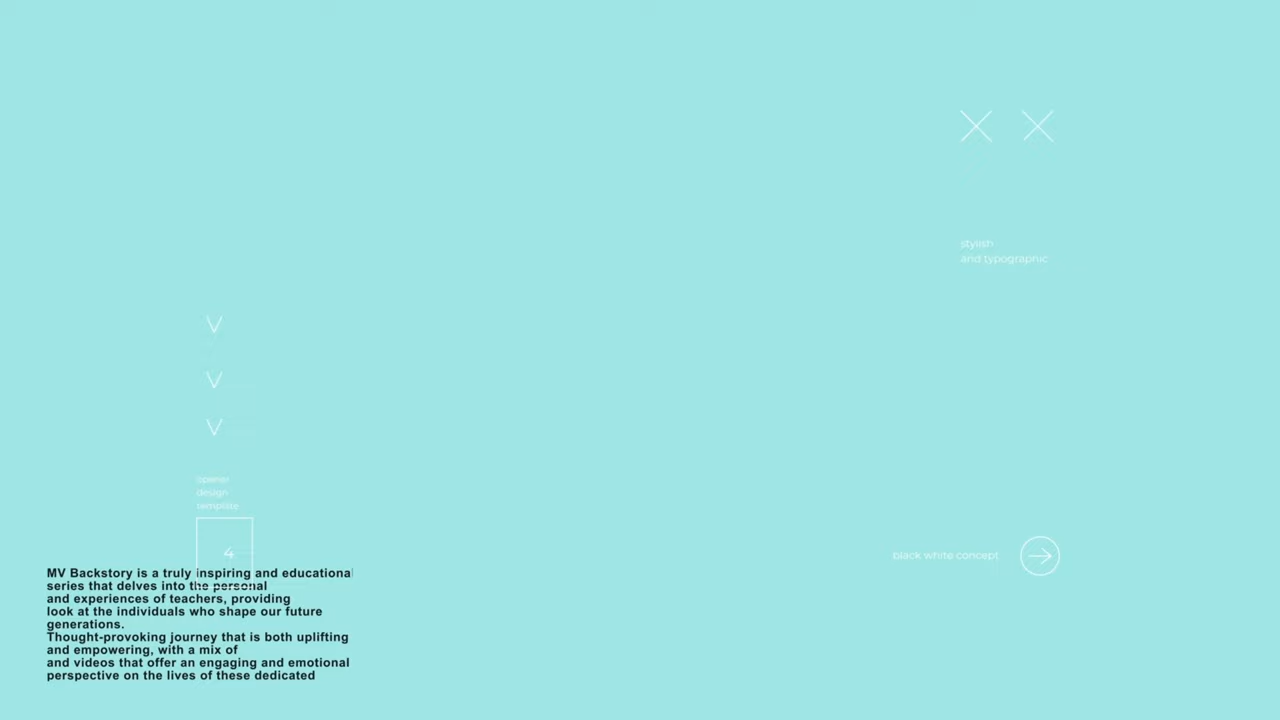 stylish
and typographic
V
V
V
opener
design
template
4
black white concept
MV Backstory is a truly inspiring and educational
series that delves into the personal
and experiences of teachers, providing
look at the individuals who shape our future
generations.
Thought-provoking journey that is both uplifting
and empowering, with a mix of
and videos that offer an engaging and emotional
perspective on the lives of these dedicated